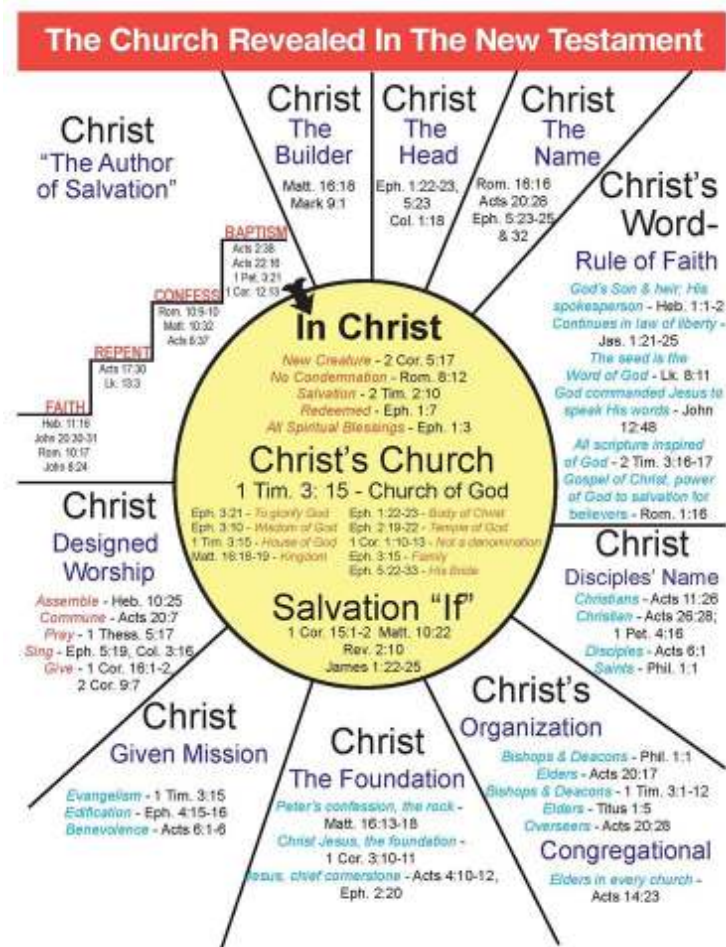 The Church Revealed In The New Testament
Christ
"The Author
of Salvation"
BAPTISM
Acts 2:38
Acts 22:16
1 Pet. 3:21
1 Cor. 12:13
CONFESS
Rom. 10:9-10
Matt. 10:32
Acts 8:37
REPENT
Acts 17:30
Lk. 13:3
FAITH
Heb. 11:16
John 20:30-31
Rom. 10:17
John 8:24
Christ
The
Builder
Matt. 16:18
Mark 9:1
Christ
The
Head
Eph. 1:22-23,
5:23
Col. 1:18
Christ
The
Name
Rom. 16:16
Acts 20:28
Eph. 5:23-25
& 32
Christ's
Word-
Rule of Faith
God's Son & heir; His
spokesperson - Heb. 1:1-2
Continues in law of liberty -
Jas. 1:21-25
The seed is the
Word of God - Lk. 8:11
God commanded Jesus to
speak His words - John
12:48
All scripture inspired
of God - 2 Tim. 3:16-17
Gospel of Christ, power
of God to salvation for
believers - Rom. 1:16
In Christ
New Creature - 2 Cor. 5:17
No Condemnation - Rom. 8:12
Salvation - 2 Tim. 2:10
Redeemed - Eph. 1:7
All Spiritual Blessings - Eph. 1:3
Christ's Church
1 Tim. 3: 15 - Church of God
Eph. 3:21 - To glorify God
Eph. 3:10 - Wisdom of God
1 Tim. 3:15 - House of God
Matt. 16:18-19 - Kingdom
Eph. 1:22-23 - Body of Christ
Eph. 2:19-22 - Temple of God
1 Cor. 1:10-13 - Not a denomination
Eph. 3:15 - Family
Eph. 5:22-33 - His Bride
Salvation "If"
1 Cor. 15:1-2 Matt. 10:22
Rev. 2:10
James 1:22-25
Christ
Designed
Worship
Assemble - Heb. 10:25
Commune - Acts 20:7
Pray - 1 Thess. 5:17
Sing - Eph. 5:19, Col. 3:16
Give - 1 Cor. 16:1-2,
2 Cor. 9:7
Christ
Disciples' Name
Christians - Acts 11:26
Christian - Acts 26:28;
1 Pet. 4:16
Disciples - Acts 6:1
Saints - Phil. 1:1
Christ
Given Mission
Evangelism - 1 Tim. 3:15
Edification - Eph. 4:15-16
Benevolence - Acts 6:1-6
Christ
The Foundation
Peter's confession, the rock -
Matt. 16:13-18
Christ Jesus, the foundation -
1 Cor. 3:10-11
Jesus, chief cornerstone - Acts 4:10-12,
Eph. 2:20
Christ's
Organization
Bishops & Deacons - Phil. 1:1
Elders - Acts 20:17
Bishops & Deacons - 1 Tim. 3:1-12
Elders - Titus 1:5
Overseers - Acts 20:28
Congregational
Elders in every church -
Acts 14:23